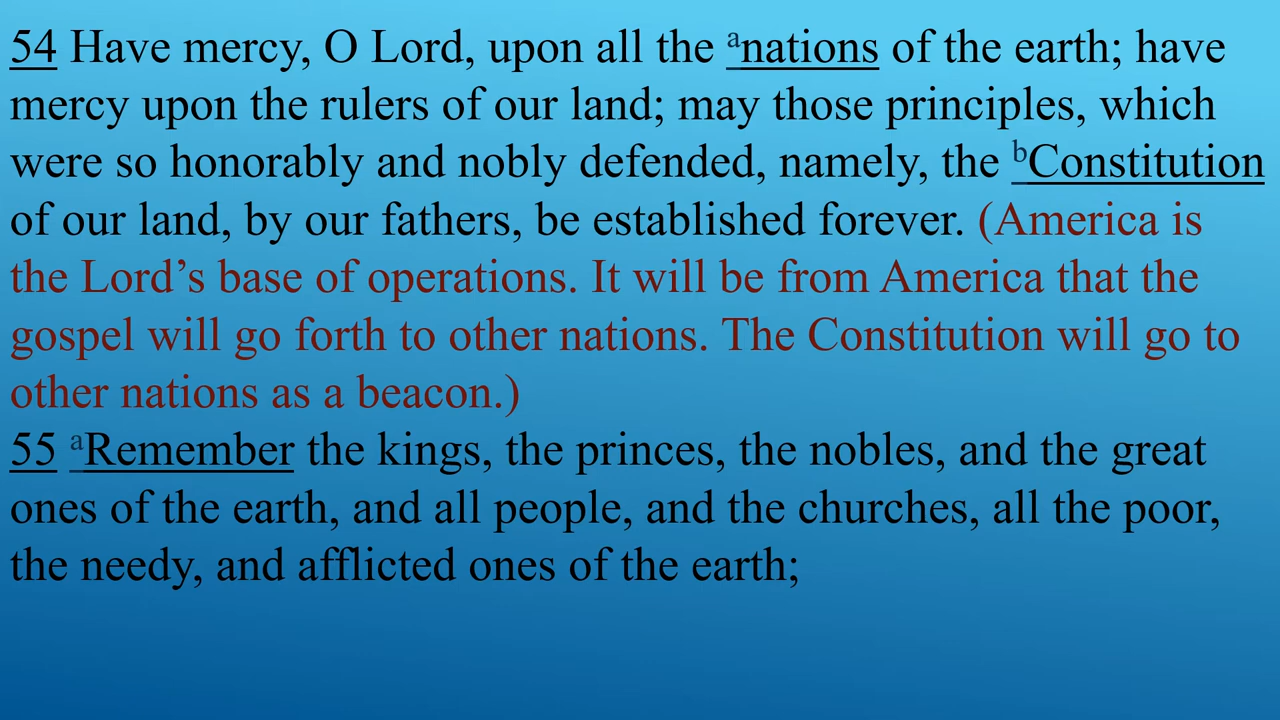 54 Have mercy, O Lord, upon all the anations of the earth; have
mercy upon the rulers of our land; may those principles, which
were so honorably and nobly defended, namely, the bConstitution
of our land, by our fathers, be established forever. (America is
the Lord’s base of operations. It will be from America that the
gospel will go forth to other nations. The Constitution will go to
other nations as a beacon.)
55 aRemember the kings, the princes, the nobles, and the great
ones of the earth, and all people, and the churches, all the poor,
the needy, and afflicted ones of the earth;